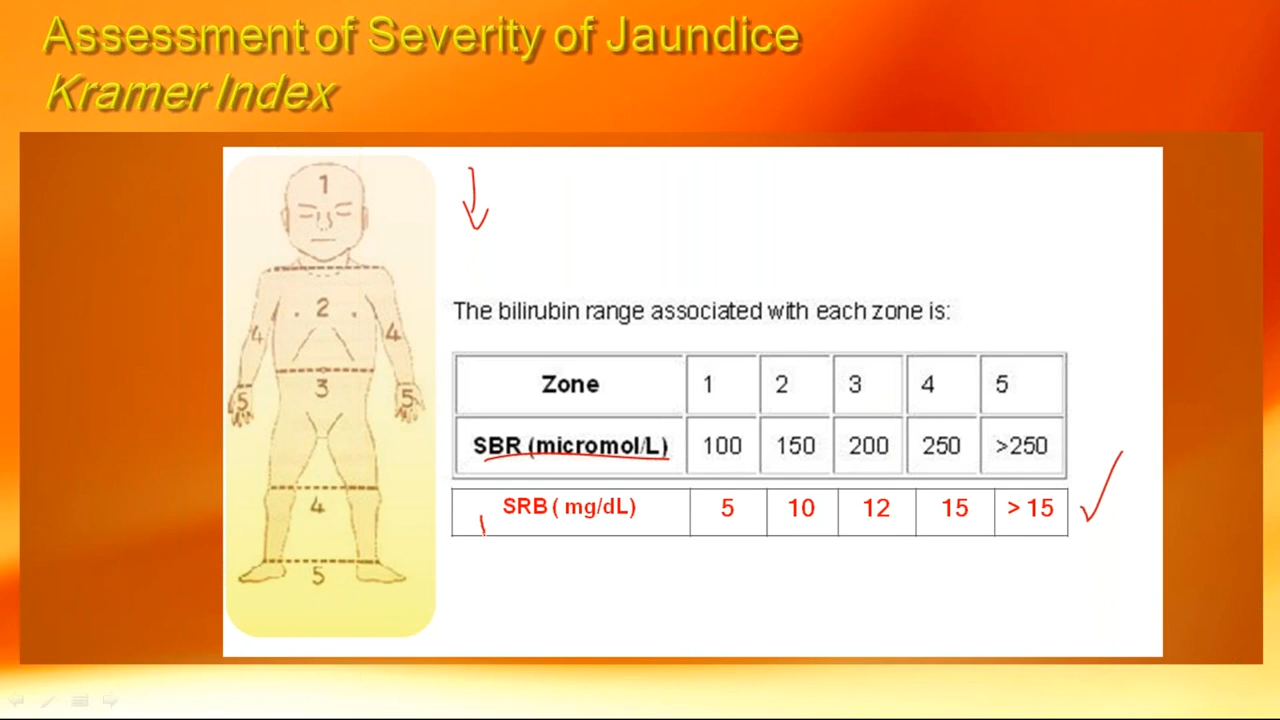 Assessment of Severity of Jaundice
Kramer Index
1
2
4 4
3
5 5
4
5
The bilirubin range associated with each zone is:
Zone 1 2 3 4 5
SBR (micromol/L) 100 150 200 250 >250
SRB ( mg/dL) 5 10 12 15 > 15